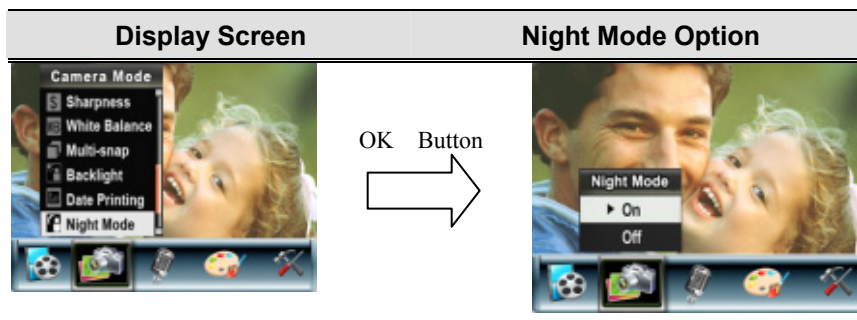 Display Screen
Night Mode Option
Camera Mode
Sharpness
White Balance
Multi-snap
Backlight
Date Printing
Night Mode
OK Button
Night Mode
On
Off